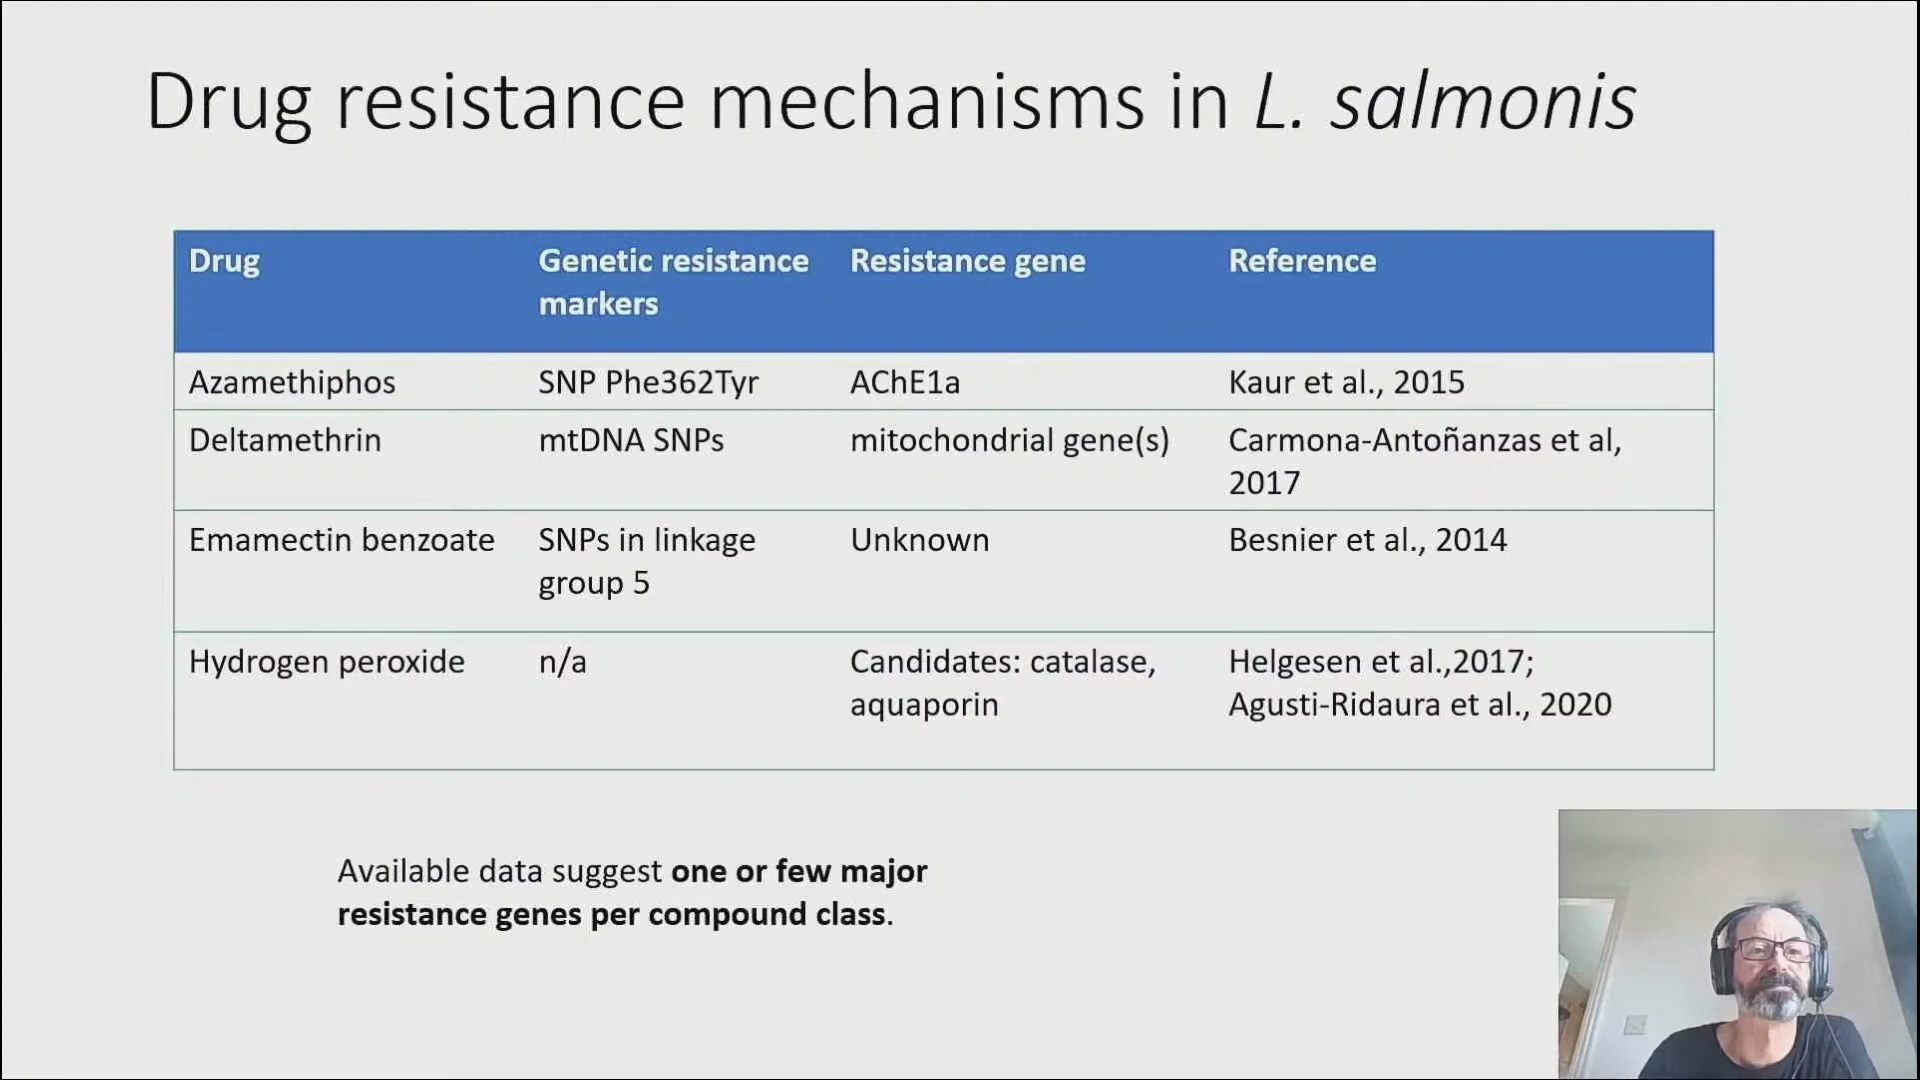 Drug resistance mechanisms in L. salmonis
Drug
Genetic resistance
markers
Resistance gene
Reference
Azamethiphos
SNP Phe362Tyr
AChE1a
Kaur et al., 2015
Deltamethrin
mtDNA SNPs
mitochondrial gene(s)
Carmona-Antoñanzas et al,
2017
Emamectin benzoate
SNPs in linkage
group 5
Unknown
Besnier et al., 2014
Hydrogen peroxide
n/a
Candidates: catalase,
aquaporin
Helgesen et al.,2017;
Agusti-Ridaura et al., 2020
Available data suggest one or few major
resistance genes per compound class.